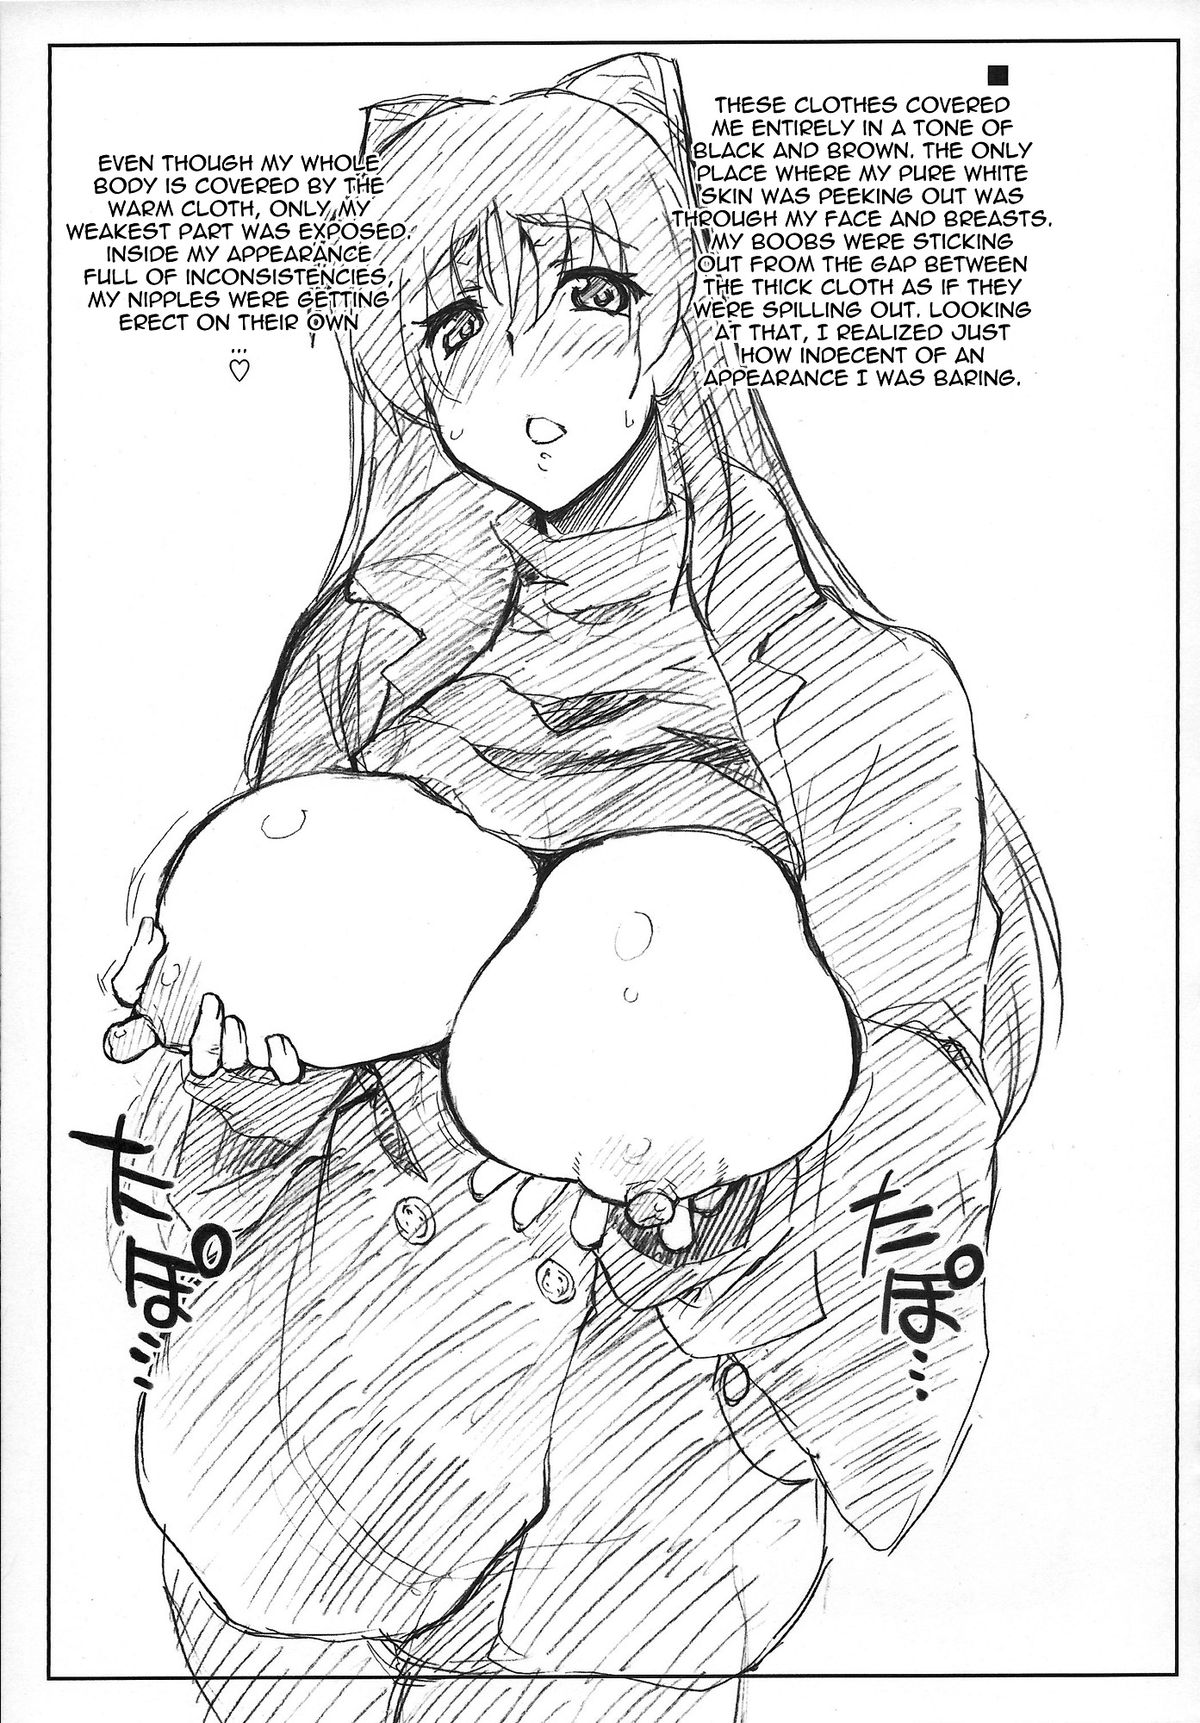 ■
THESE CLOTHES COVERED
ME ENTIRELY IN A TONE OF
BLACK AND BROWN. THE ONLY
PLACE WHERE MY PURE WHITE
SKIN WAS PEEKING OUT WAS
THROUGH MY FACE AND BREASTS.
MY BOOBS WERE STICKING
OUT FROM THE GAP BETWEEN
THE THICK CLOTH AS IF THEY
WERE SPILLING OUT. LOOKING
AT THAT, I REALIZED JUST
HOW INDECENT OF AN
APPEARANCE I WAS BARING.
EVEN THOUGH MY WHOLE
BODY IS COVERED BY THE
WARM CLOTH, ONLY MY
WEAKEST PART WAS EXPOSED.
INSIDE MY APPEARANCE
FULL OF INCONSISTENCIES,
MY NIPPLES WERE GETTING
ERECT ON THEIR OWN
...
♡
たぽ…
たぽ…